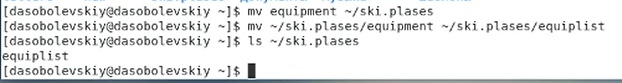 [dasobolevskiy@dasobolevskiy ~]$ mv equipment ~/ski.plases
[dasobolevskiy@dasobolevskiy ~]$ mv ~/ski.plases/equipment ~/ski.plases/equiplist
[dasobolevskiy@dasobolevskiy ~]$ ls ~/ski.plases
equiplist
[dasobolevskiy@dasobolevskiy ~]$